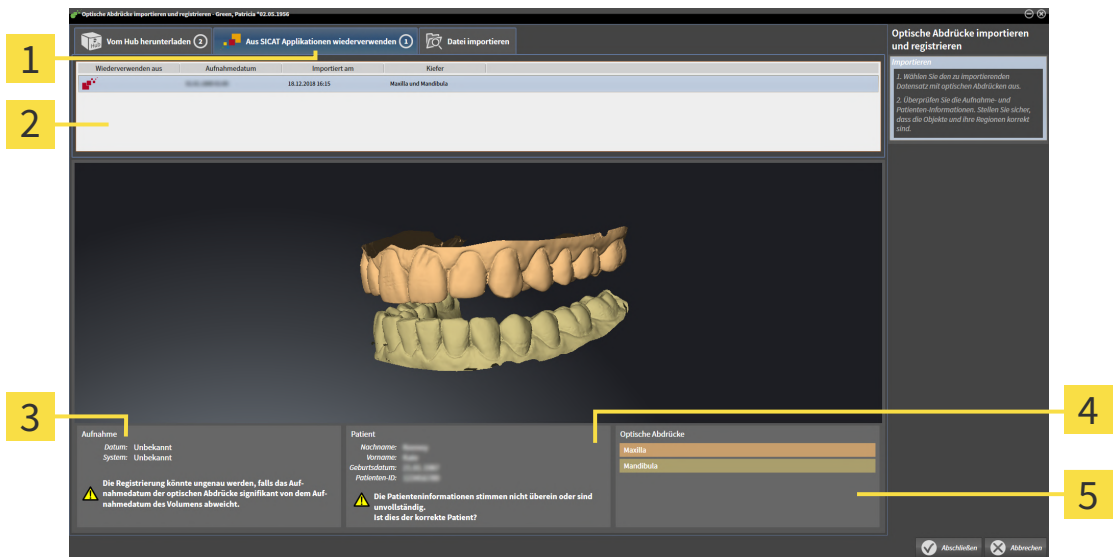 Optische Abdrücke importieren und registrieren - Green, Patricia *02.05.1956
Vom Hub herunterladen 2
Aus SICAT Applikationen wiederverwenden 1
Datei importieren
Wiederverwenden aus Aufnahmedatum Importiert am Kiefer
18.12.2018 16:15 Maxilla und Mandibula
Optische Abdrücke importieren
und registrieren
Importieren
1. Wählen Sie den zu importierenden
Datensatz mit optischen Abdrücken aus.
2. Überprüfen Sie die Aufnahme- und
Patienten-Informationen. Stellen Sie sicher,
dass die Objekte und ihre Regionen korrekt
sind.
1
2
3
4
5
Aufnahme
Datum: Unbekannt
System: Unbekannt
Die Registrierung könnte ungenau werden, falls das Auf-
nahmedatum der optischen Abdrücke signifikant von dem Auf-
nahmedatum des Volumens abweicht.
Patient
Nachname:
Vorname:
Geburtsdatum:
Patienten-ID:
Die Patienteninformationen stimmen nicht überein oder sind
unvollständig.
Ist dies der korrekte Patient?
Optische Abdrücke
Maxilla
Mandibula
Abschließen
Abbrechen